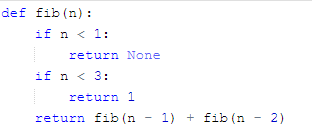 def fib(n):
    if n < 1:
        return None
    if n < 3:
        return 1
    return fib(n - 1) + fib(n - 2)